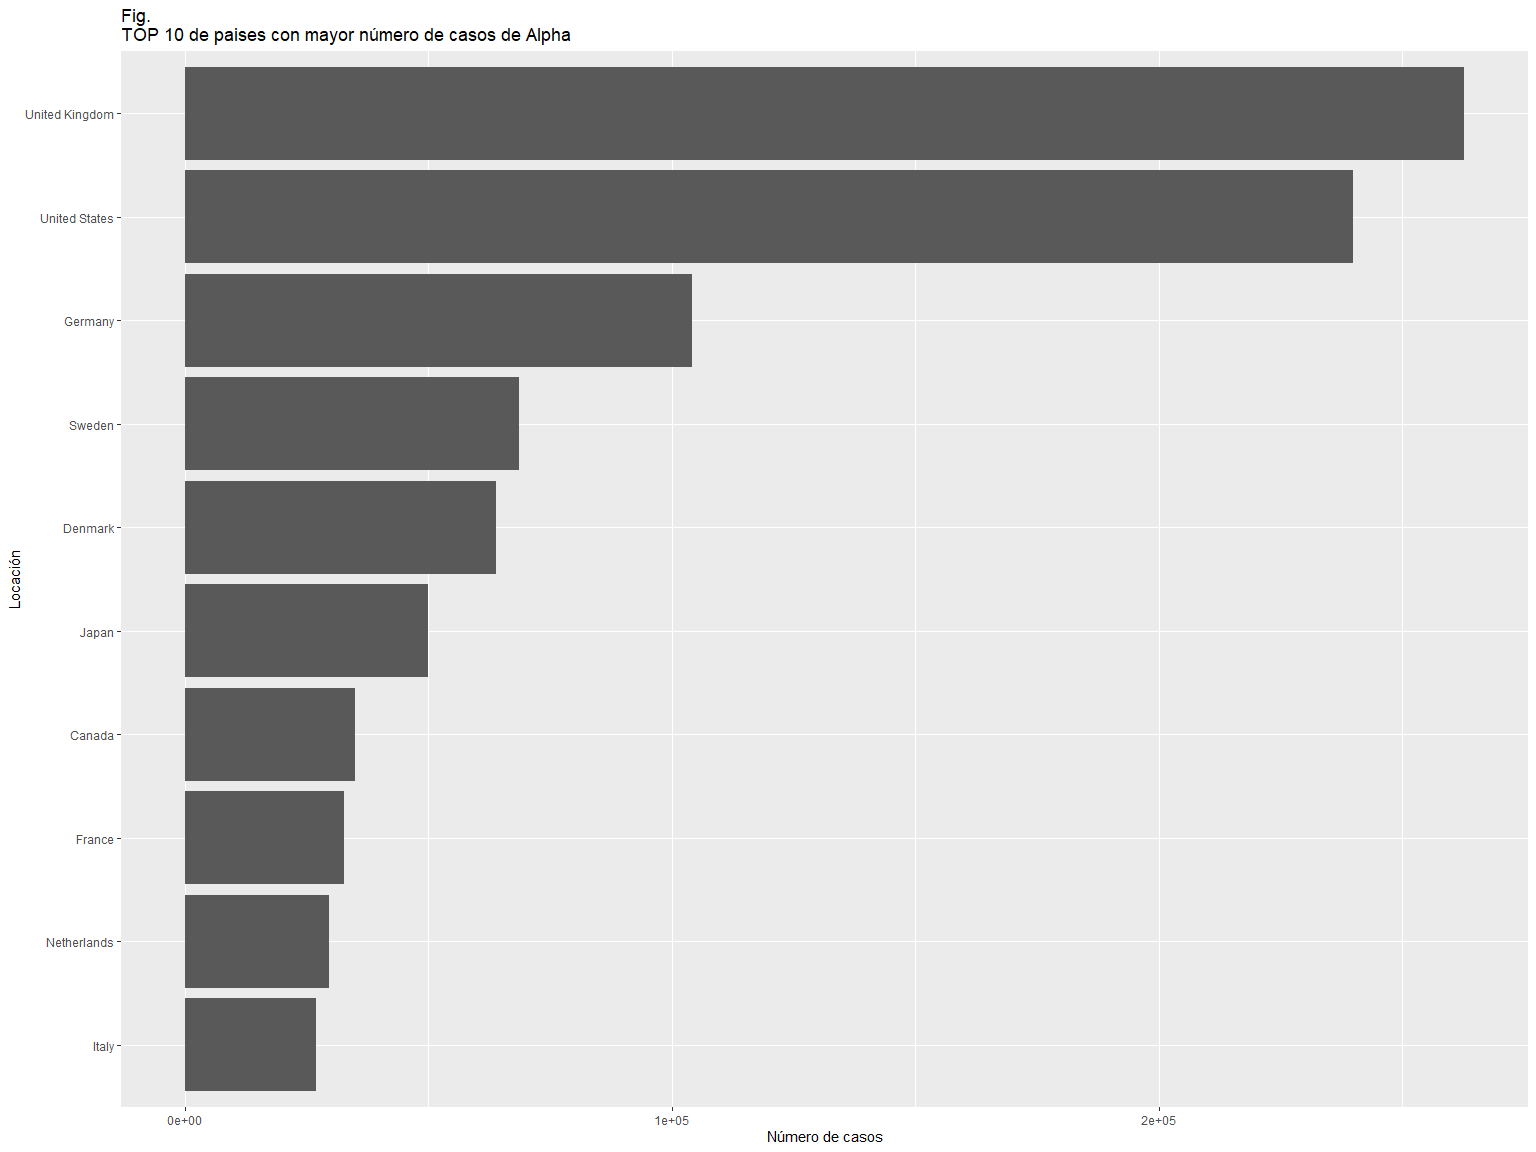 Fig.
TOP 10 de paises con mayor número de casos de Alpha
United Kingdom
United States
Germany
Sweden
Denmark
Japan
Canada
France
Netherlands
Italy
Locación
0e+00 1e+05 2e+05
Número de casos